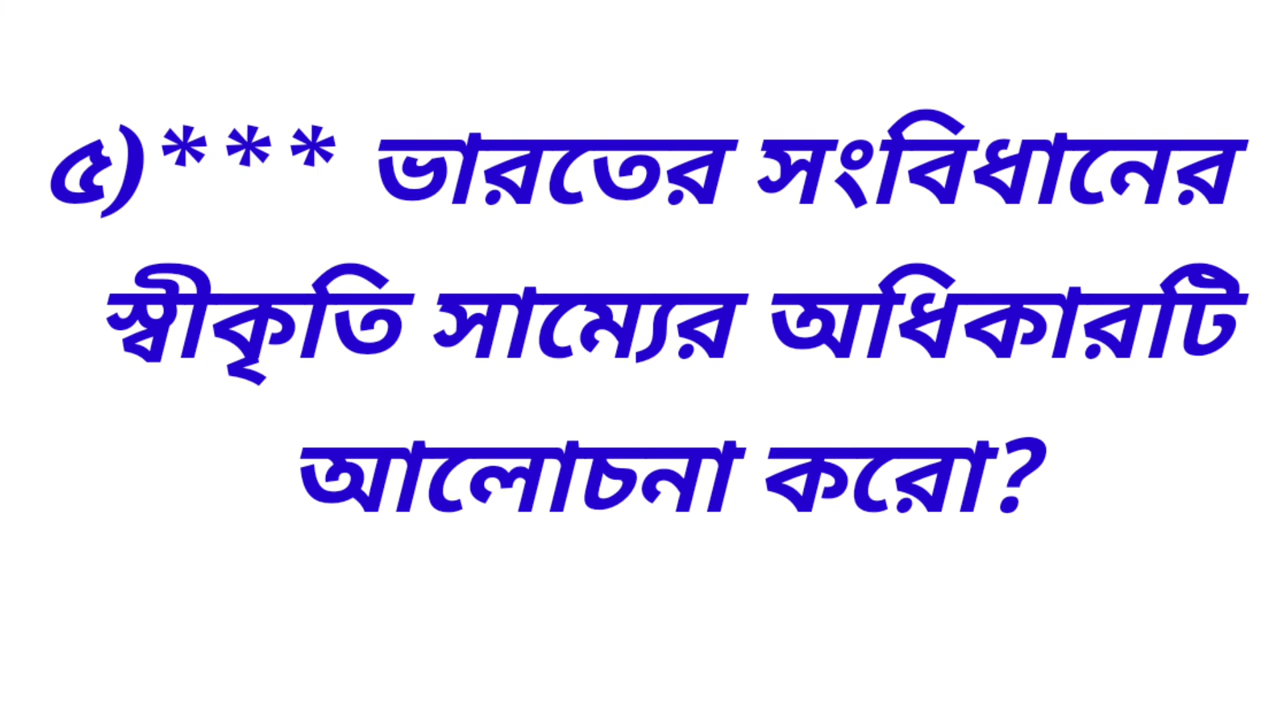 ৫)*** ভারতের সংবিধানের
স্বীকৃতি সাম্যের অধিকারটি
আলোচনা করো?